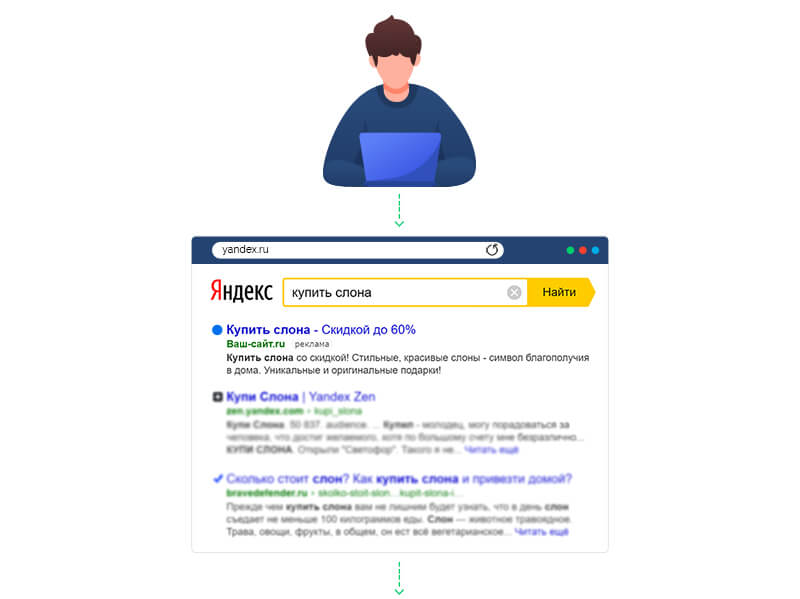 yandex.ru
Яндекс
купить слона
Найти
Купить слона - Скидкой до 60%
Ваш-сайт.ru реклама
Купить слона со скидкой! Стильные, красивые слоны - символ благополучия
в дома. Уникальные и оригинальные подарки!
Купи Слона | Yandex Zen
zen.yandex.com › kupi_slona
Купи Слона. 50 837. audience. ... Купил - молодец, могу порадоваться за
человека, что достиг желаемого, хотя по большому счету мне безразлично...
КУПИ СЛОНА. Открыли "Светофор". Такого я не... Читать ещё
Сколько стоит слон? Как купить слона и привезти домой?
bravedefender.ru › skolko-stoit-slon...kupit-slona-i...
Прежде чем купить слона вам не лишним будет узнать, что в день слон
съедает не меньше 100 килограммов еды. Слон — животное травоядное.
Трава, овощи, фрукты, в общем, он ест всё вегетарианское... Читать ещё